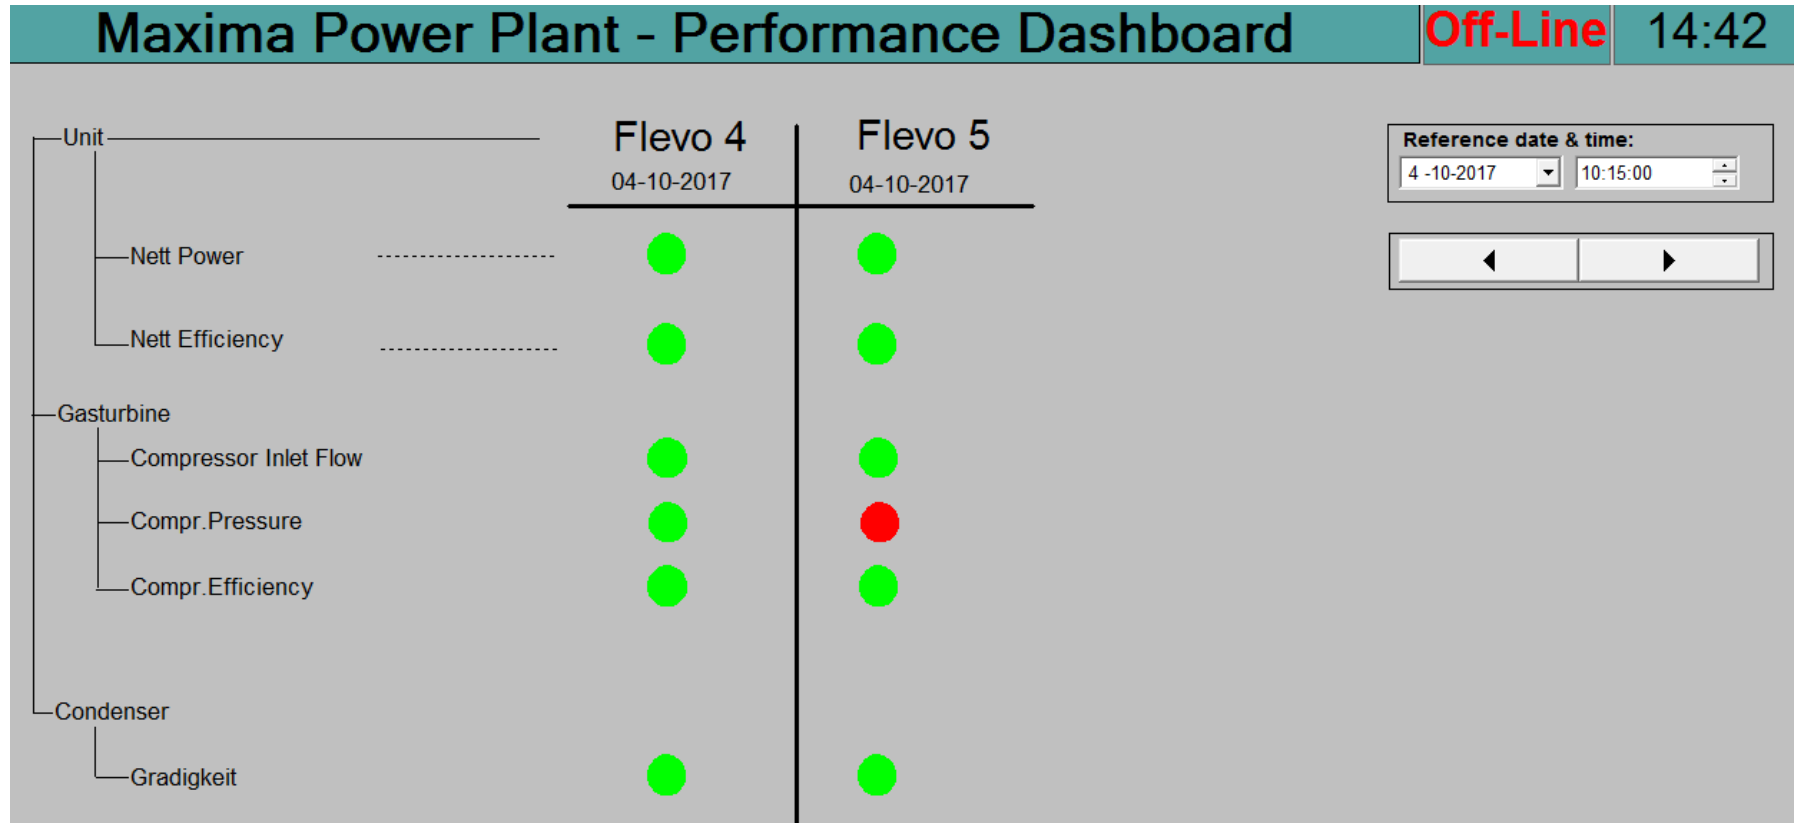 Maxima Power Plant - Performance Dashboard Off-Line 14:42
Unit Flevo 4 Flevo 5
04-10-2017 04-10-2017
Reference date & time:
4 -10-2017 10:15:00
Nett Power
Nett Efficiency
Gasturbine
Compressor Inlet Flow
Compr.Pressure
Compr.Efficiency
Condenser
Gradigkeit